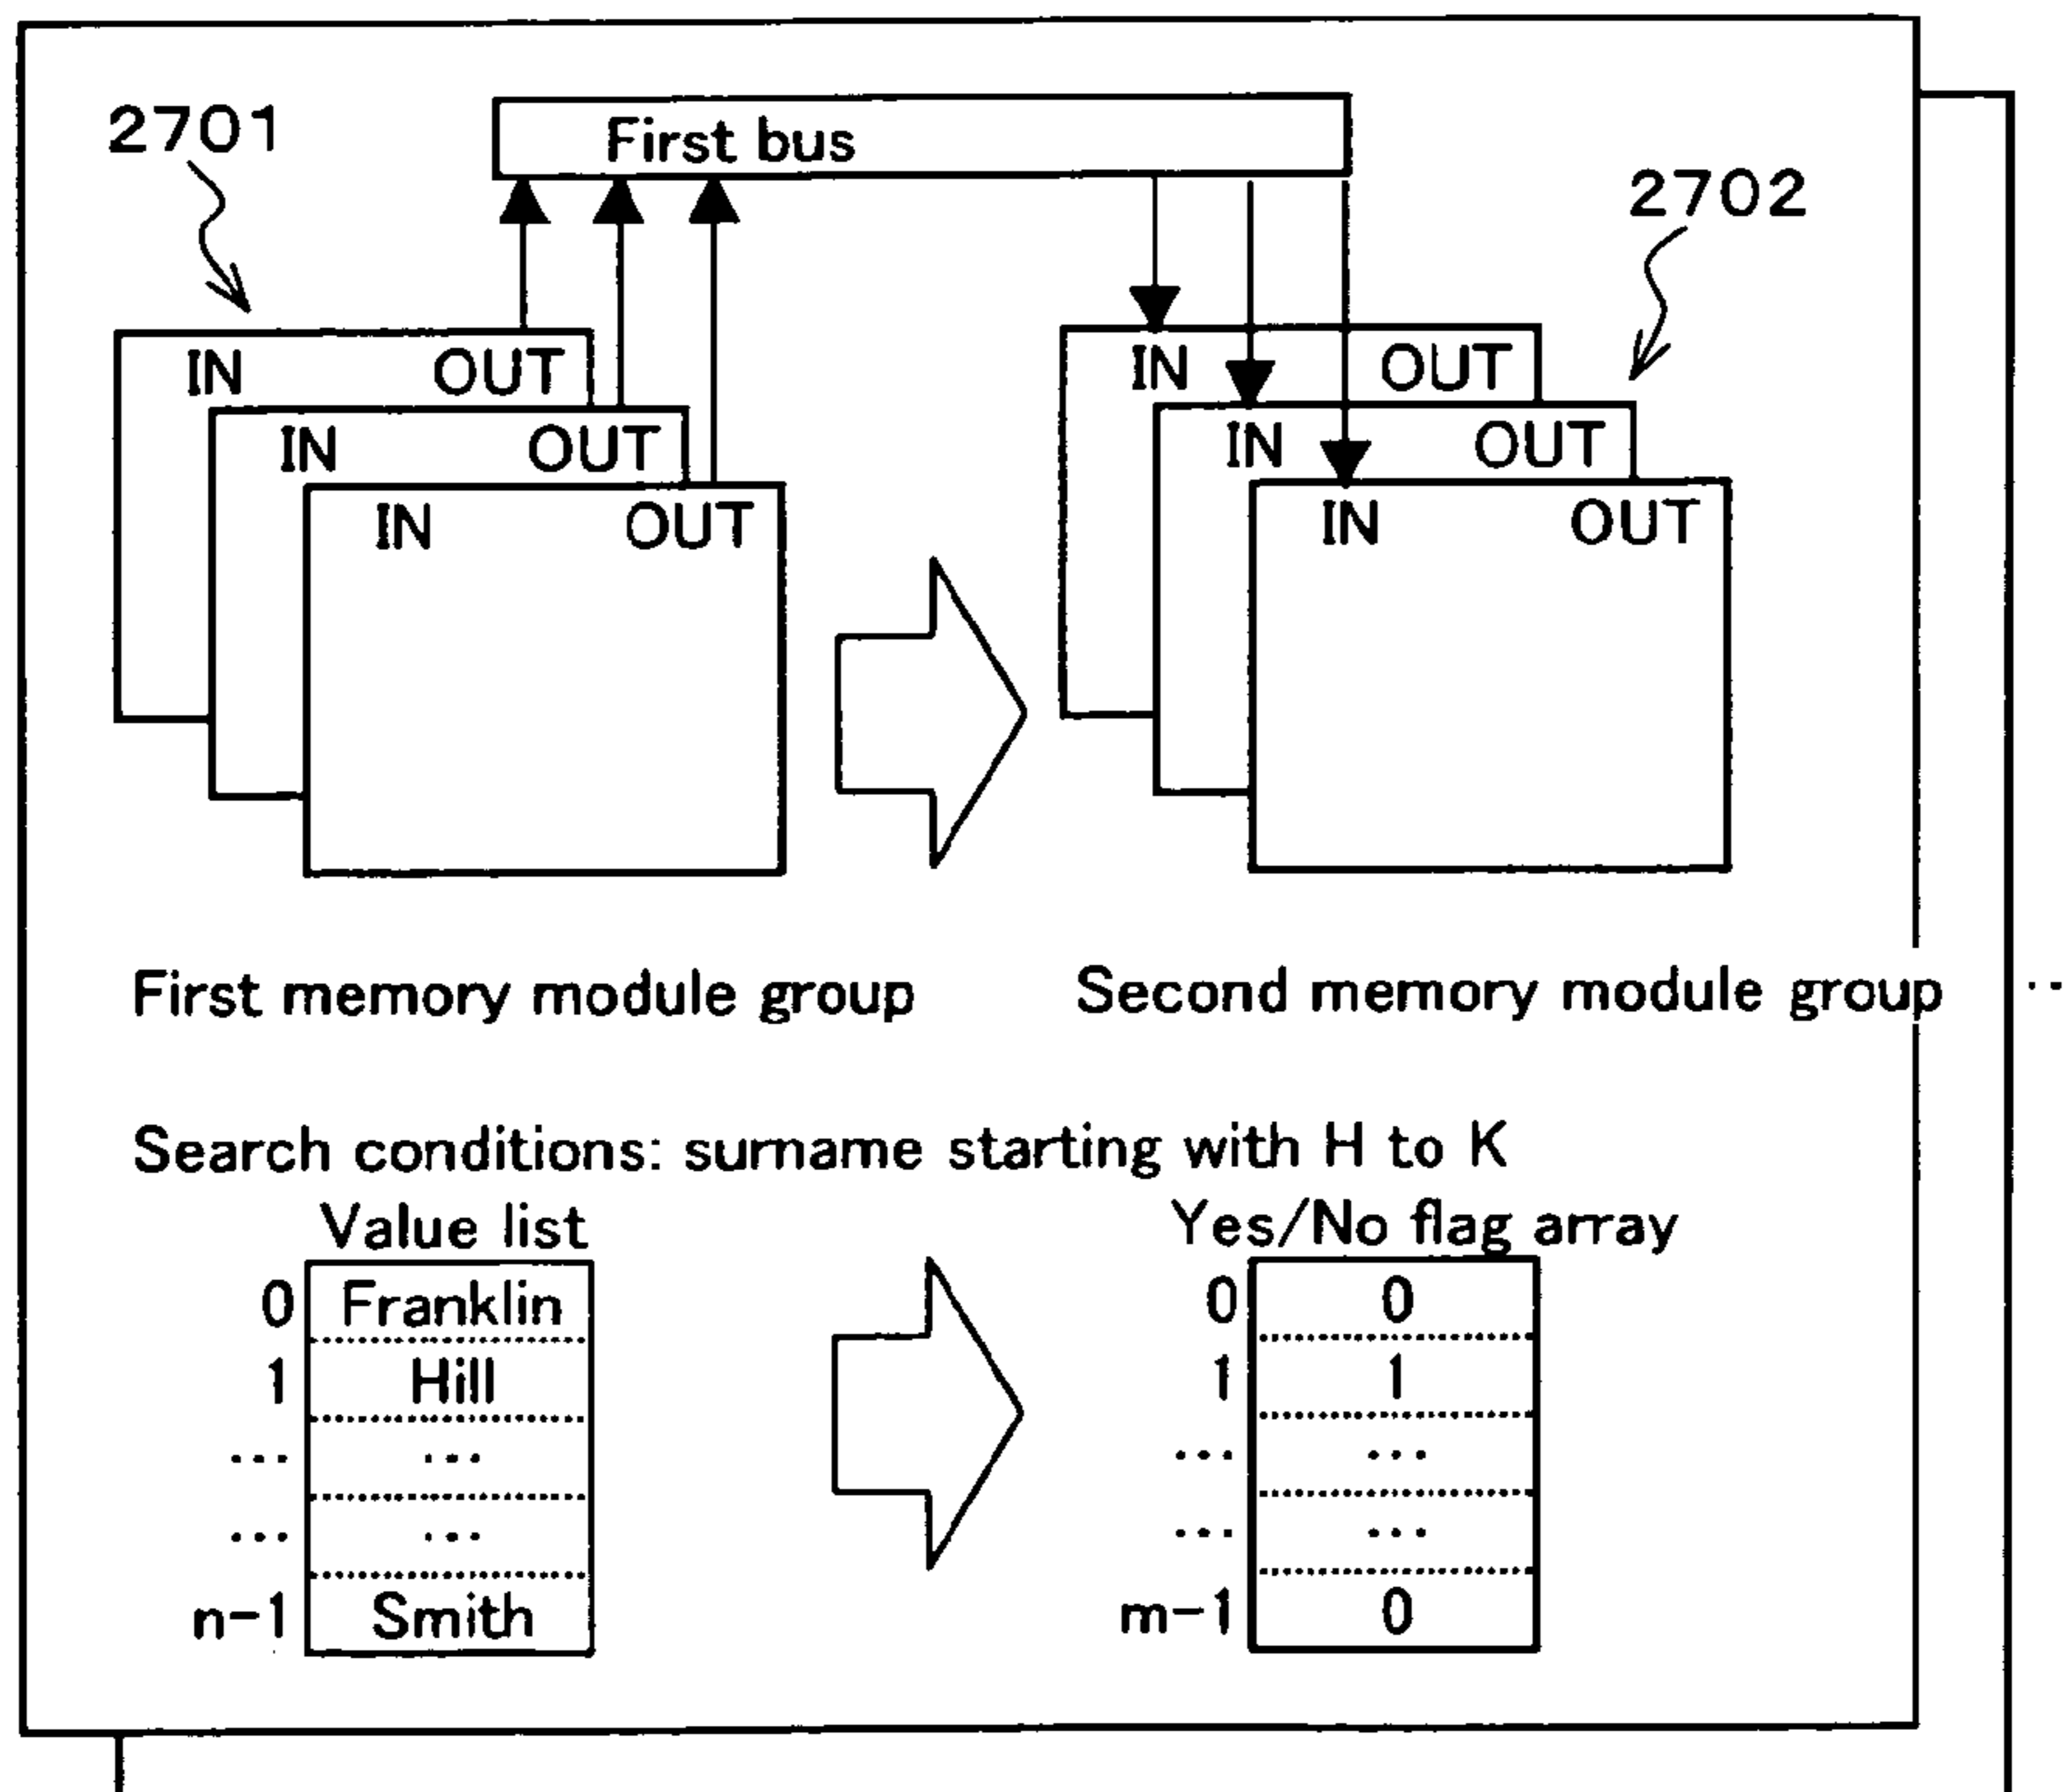 First bus
2701
2702
IN OUT
IN OUT
IN OUT
IN OUT
IN OUT
IN OUT
First memory module group
Second memory module group
Search conditions: surname starting with H to K
Value list
Yes/No flag array
0 Franklin
0 0
1 Hill
1 1
... ...
... ...
... ...
... ...
n-1 Smith
m-1 0